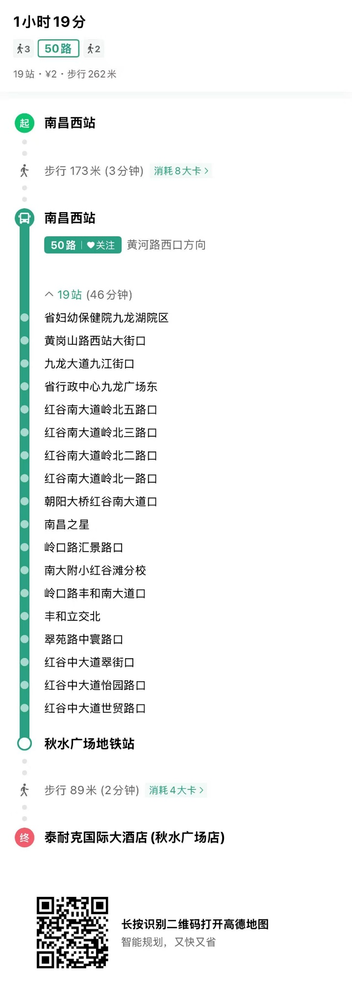 1小时19分
3 50路 2
19站·¥2·步行262米
起 南昌西站
步行 173米 (3分钟) 消耗8大卡 >
南昌西站
50路 | 关注 黄河路西口方向
19站 (46分钟)
省妇幼保健院九龙湖院区
黄岗山路西站大街口
九龙大道九江街口
省行政中心九龙广场东
红谷南大道岭北五路口
红谷南大道岭北三路口
红谷南大道岭北二路口
红谷南大道岭北一路口
朝阳大桥红谷南大道口
南昌之星
岭口路汇景路口
南大附小红谷滩分校
岭口路丰和南大道口
丰和立交北
翠苑路中寰路口
红谷中大道翠街口
红谷中大道怡园路口
红谷中大道世贸路口
秋水广场地铁站
步行 89米 (2分钟) 消耗4大卡 >
终 泰耐克国际大酒店 (秋水广场店)
长按识别二维码打开高德地图
智能规划，又快又省